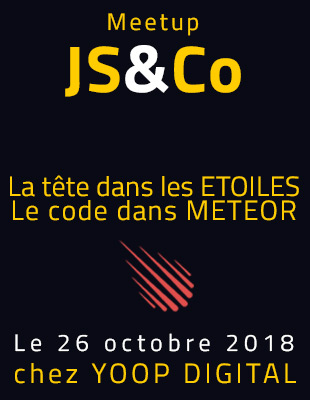 Meetup
JS&Co
La tête dans les ETOILES
Le code dans METEOR
Le 26 octobre 2018
chez YOOP DIGITAL